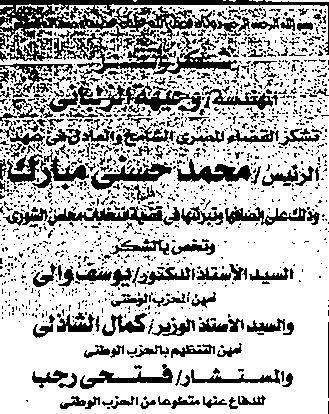 شكر وتقدير
المهندسة/ وجيهة الزلباني
تشكر القضاء المصرى الشامخ والعادل فى عهد
الرئيس/ محمد حسنى مبارك
وذلك على إنصافها وتبرئتها فى قضية انتخابات مجلس الشورى
وتخص بالشكر
السيد الأستاذ الدكتور/ يوسف والى
أمين الحزب الوطنى
والسيد الأستاذ الوزير/ كمال الشاذلى
أمين التنظيم بالحزب الوطنى
والمستشار/ فتحى رجب
للدفاع عنها متطوعا من الحزب الوطنى